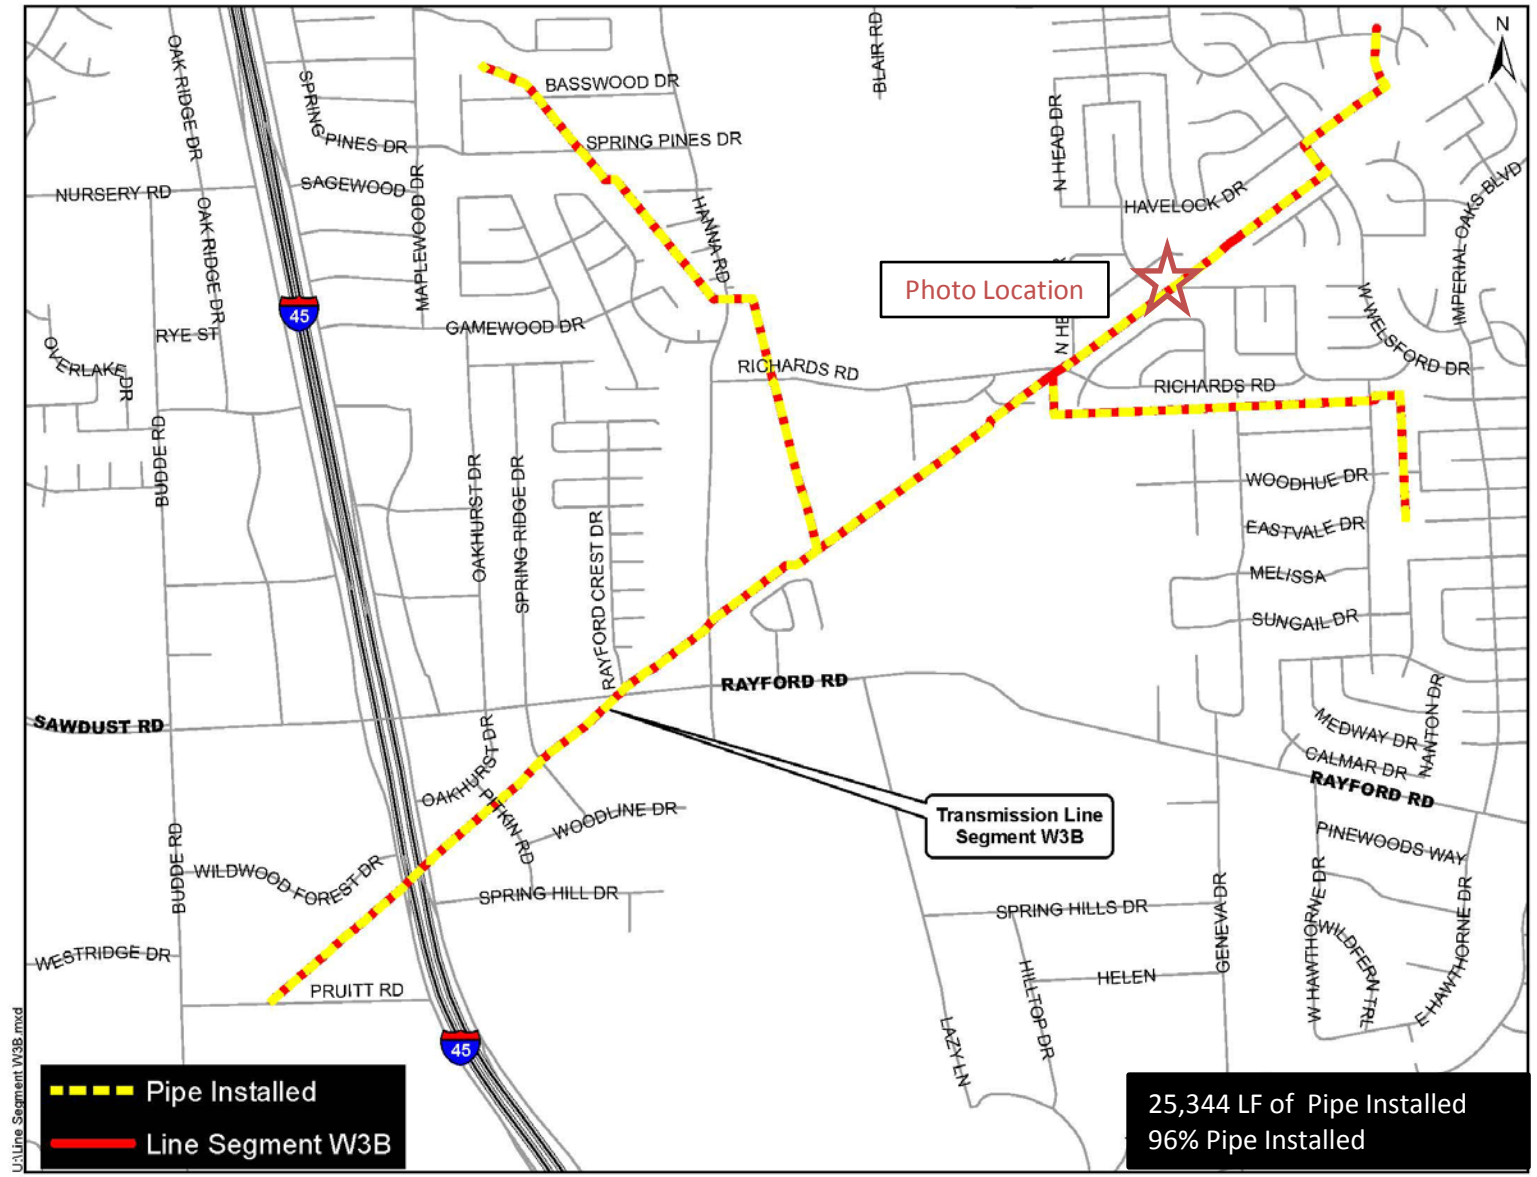 N
BLAIR RD
OAK RIDGE DR
SPRING PINES DR
BASSWOOD DR
SPRING PINES DR
N HEAD DR
NURSERY RD
SAGEWOOD
MAPLEWOOD DR
HAVELOCK DR
IMPERIAL OAKS BLVD
OAK RIDGE DR
HANNA RD
Photo Location
45
N HE
R
W WELSFORD DR
RYE ST
GAMEWOOD DR
OVERLAKE DR
RICHARDS RD
RICHARDS RD
BUDDE RD
OAKHURST DR
SPRING RIDGE DR
RAYFORD CREST DR
WOODHUE DR
EASTVALE DR
MELISSA
SUNGAIL DR
RAYFORD RD
SAWDUST RD
MEDWAY DR
NANTON DR
CALMAR DR
RAYFORD RD
OAKHURST DR
PITKIN RD
WOODLINE DR
Transmission Line
Segment W3B
PINEWOODS WAY
BUDDE RD
WILDWOOD FOREST DR
SPRING HILL DR
SPRING HILLS DR
GENEVA DR
W HAWTHORNE DR
WILDFERN TRL
E HAWTHORNE DR
WESTRIDGE DR
PRUITT RD
HILLTOP DR
HELEN
LAZY LN
45
U:\Line Segment W3B.mxd
Pipe Installed
Line Segment W3B
25,344 LF of  Pipe Installed
96% Pipe Installed